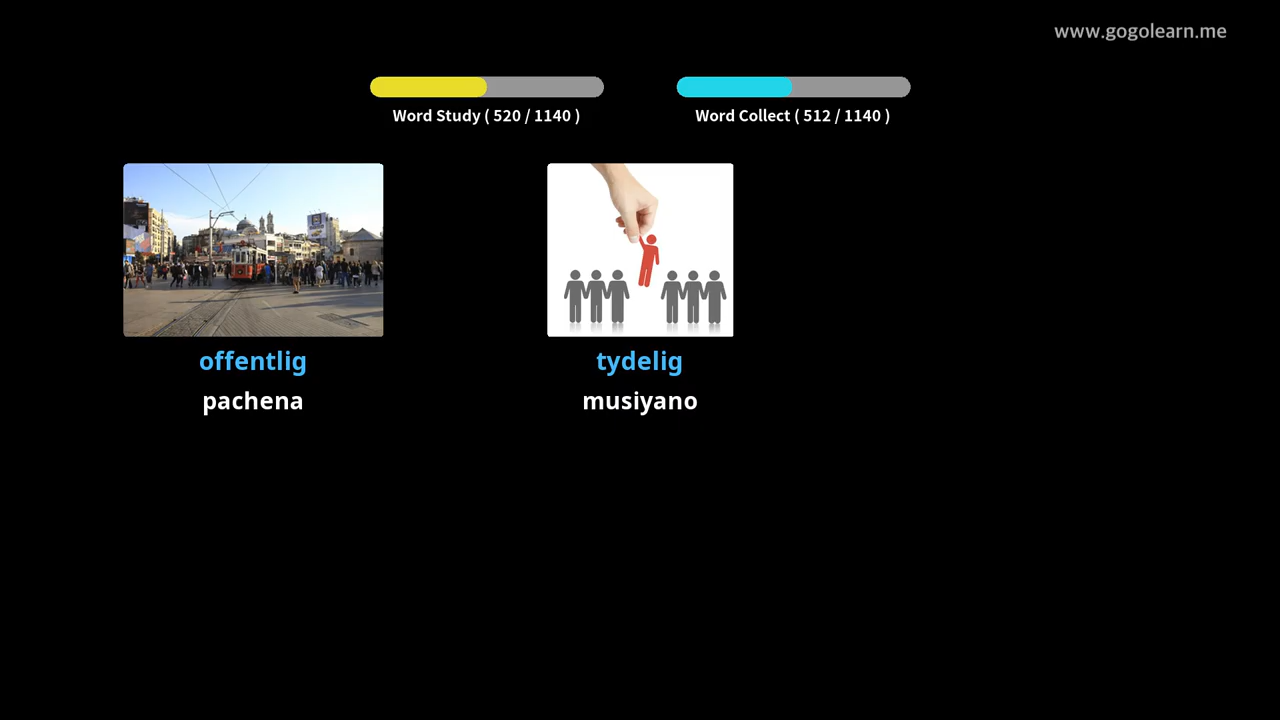 www.gogolearn.me
Word Study ( 520 / 1140 )
Word Collect ( 512 / 1140 )
offentlig
tydelig
pachena
musiyano